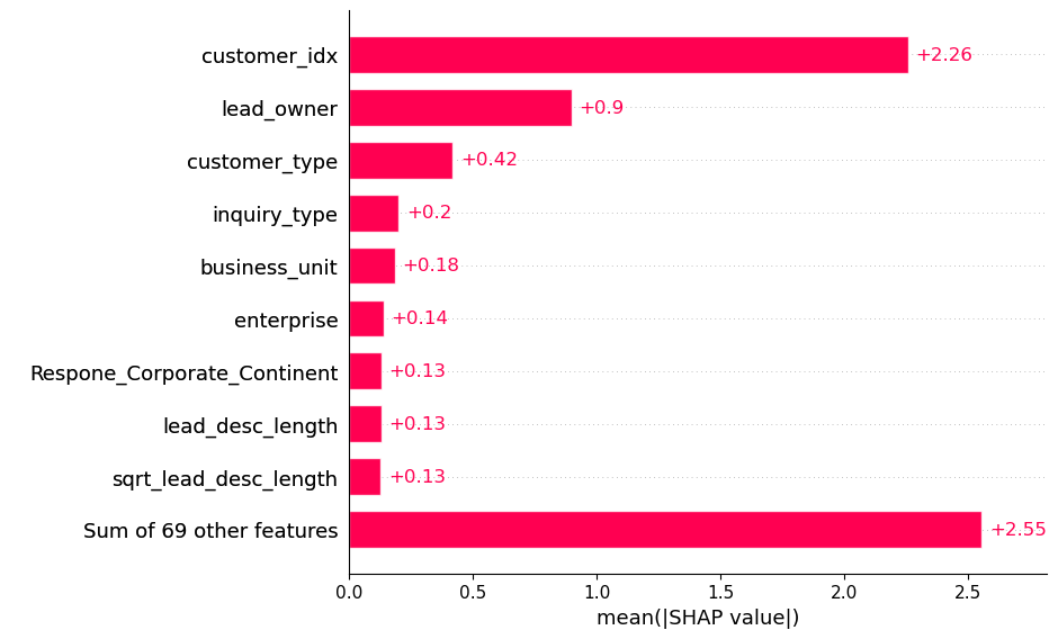 customer_idx +2.26
lead_owner +0.9
customer_type +0.42
inquiry_type +0.2
business_unit +0.18
enterprise +0.14
Respone_Corporate_Continent +0.13
lead_desc_length +0.13
sqrt_lead_desc_length +0.13
Sum of 69 other features +2.55
0.0 0.5 1.0 1.5 2.0 2.5
mean(|SHAP value|)